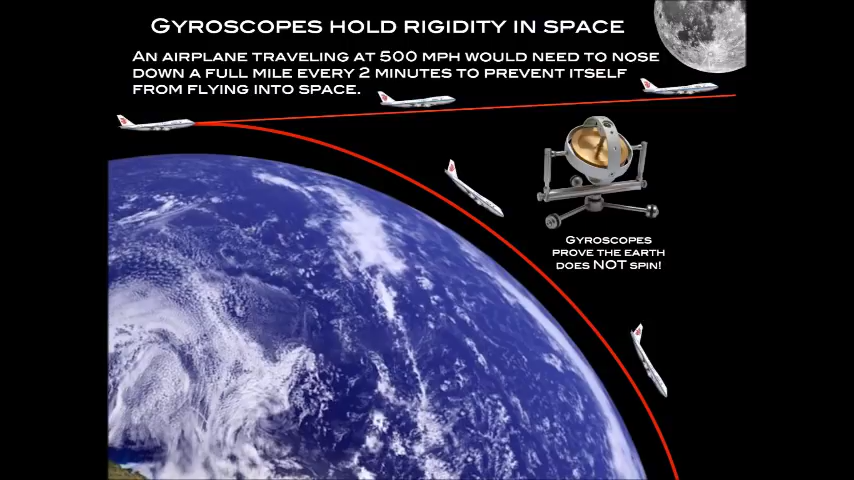 Gyroscopes hold rigidity in space
An airplane traveling at 500 mph would need to nose
down a full mile every 2 minutes to prevent itself
from flying into space.
Gyroscopes
prove the earth
does NOT spin!